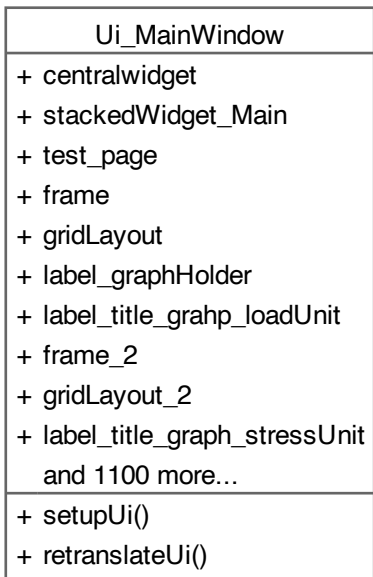 Ui_MainWindow
+ centralwidget
+ stackedWidget_Main
+ test_page
+ frame
+ gridLayout
+ label_graphHolder
+ label_title_grahp_loadUnit
+ frame_2
+ gridLayout_2
+ label_title_graph_stressUnit
and 1100 more...
+ setupUi()
+ retranslateUi()